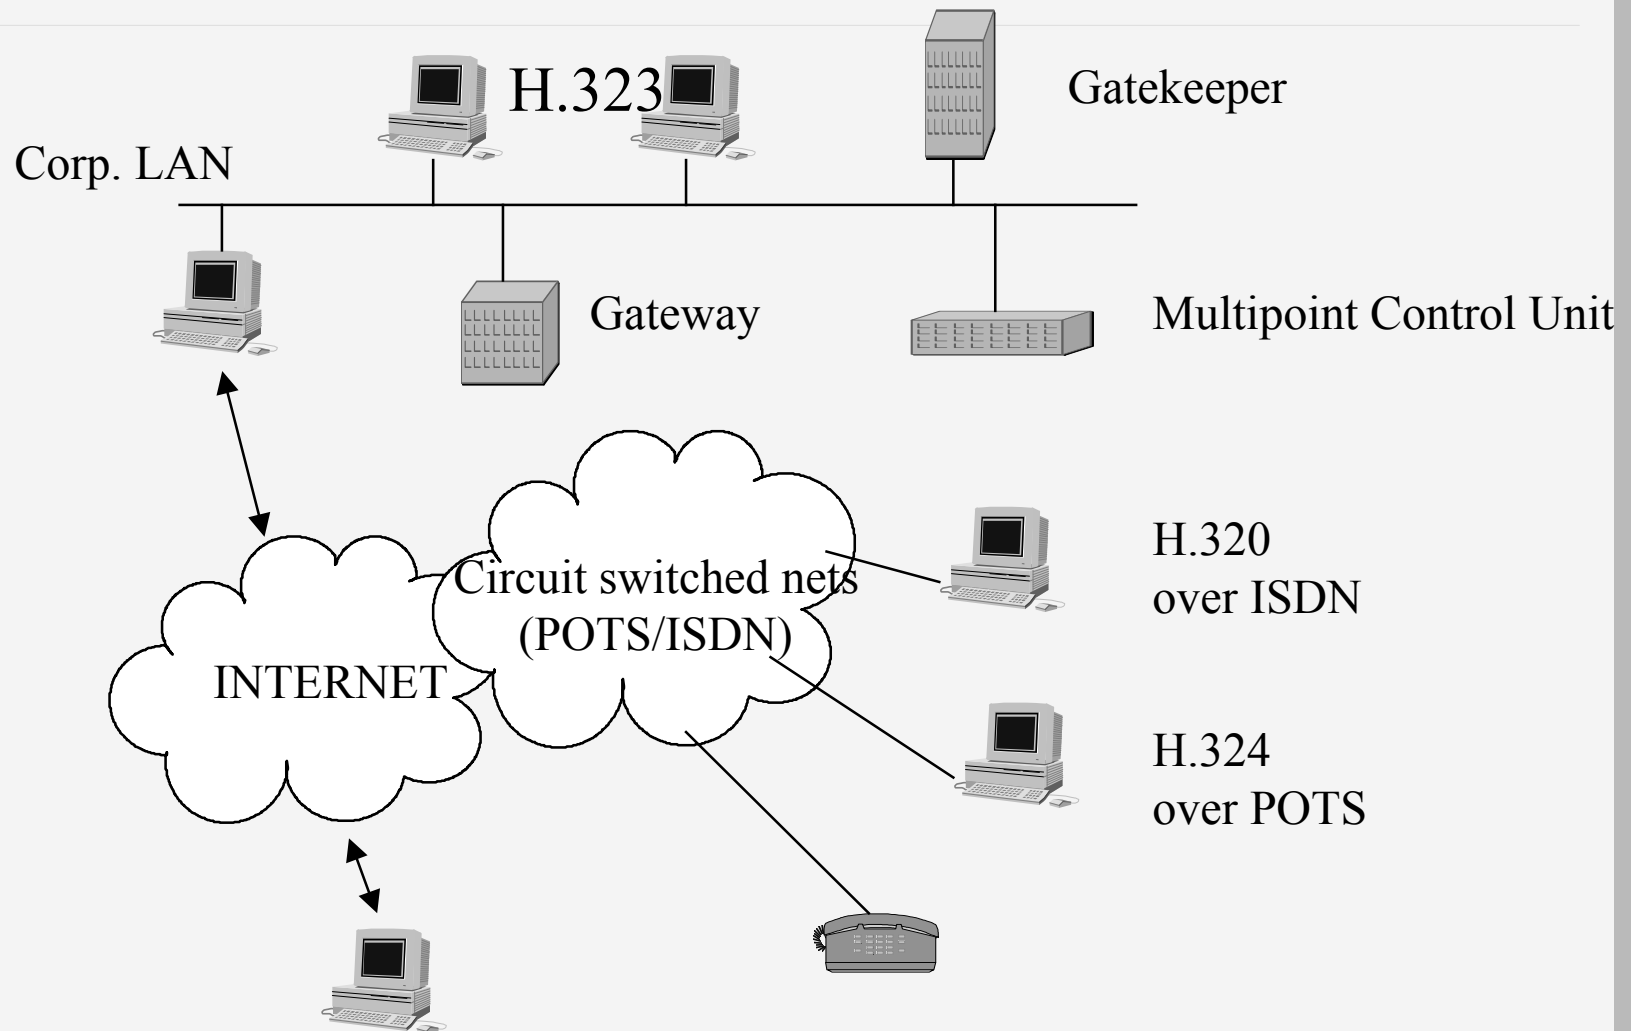 H.323
Gatekeeper
Corp. LAN
Gateway
Multipoint Control Unit
H.320
over ISDN
Circuit switched nets
(POTS/ISDN)
INTERNET
H.324
over POTS